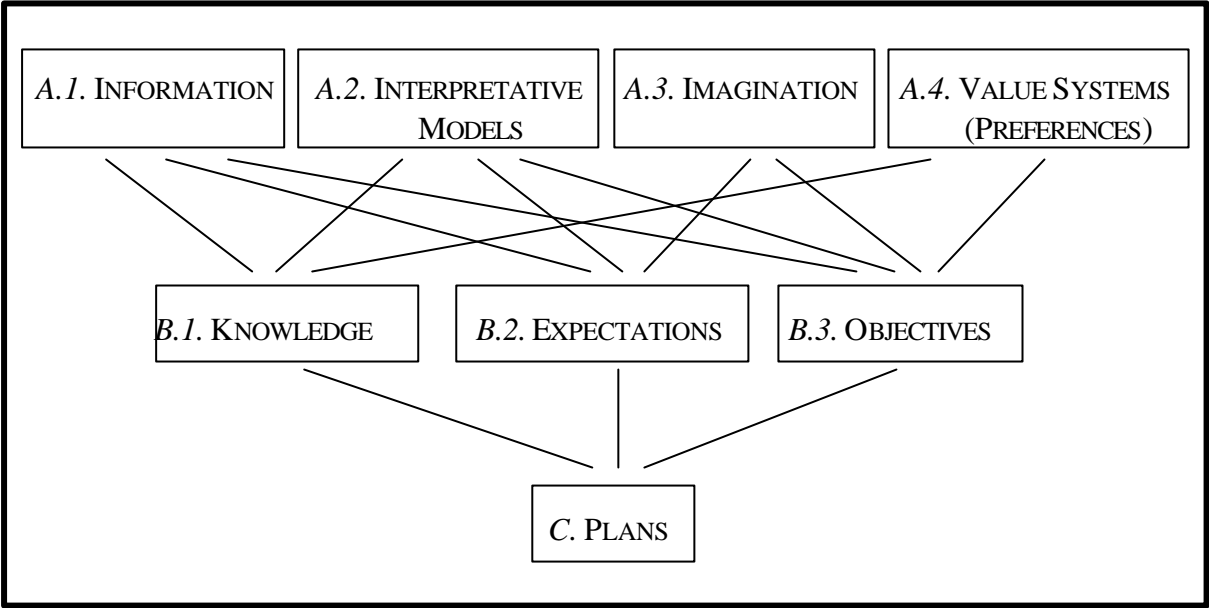 A.1. INFORMATION
A.2. INTERPRETATIVE
MODELS
A.3. IMAGINATION
A.4. VALUE SYSTEMS
(PREFERENCES)
B.1. KNOWLEDGE
B.2. EXPECTATIONS
B.3. OBJECTIVES
C. PLANS